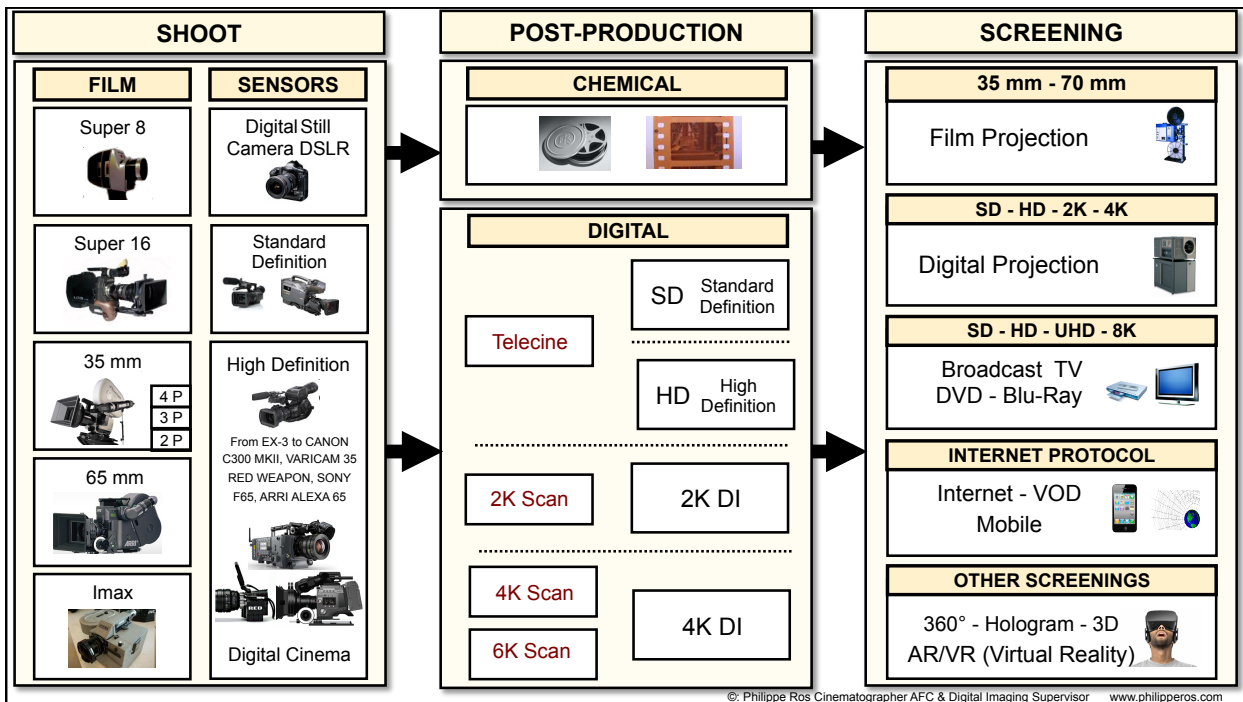 SHOOT
FILM
Super 8
Super 16
35 mm
4 P
3 P
2 P
65 mm
Imax
SENSORS
Digital Still
Camera DSLR
Standard
Definition
High Definition
From EX-3 to CANON
C300 MKII, VARICAM 35
RED WEAPON, SONY
F65, ARRI ALEXA 65
RED
Digital Cinema
POST-PRODUCTION
CHEMICAL
DIGITAL
Telecine
SD Standard
Definition
HD High
Definition
2K Scan
2K DI
4K Scan
6K Scan
4K DI
SCREENING
35 mm - 70 mm
Film Projection
SD - HD - 2K - 4K
Digital Projection
SD - HD - UHD - 8K
Broadcast TV
DVD - Blu-Ray
INTERNET PROTOCOL
Internet - VOD
Mobile
OTHER SCREENINGS
360° - Hologram - 3D
AR/VR (Virtual Reality)
©: Philippe Ros Cinematographer AFC & Digital Imaging Supervisor www.philipperos.com